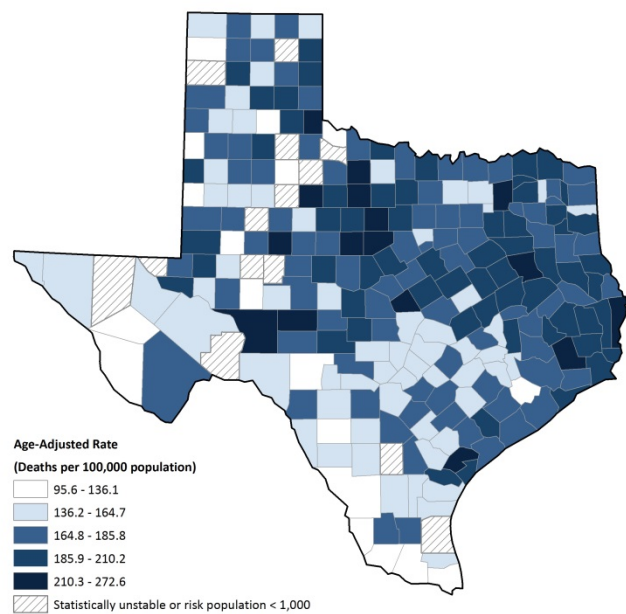 Age-Adjusted Rate
(Deaths per 100,000 population)
95.6 - 136.1
136.2 - 164.7
164.8 - 185.8
185.9 - 210.2
210.3 - 272.6
Statistically unstable or risk population < 1,000